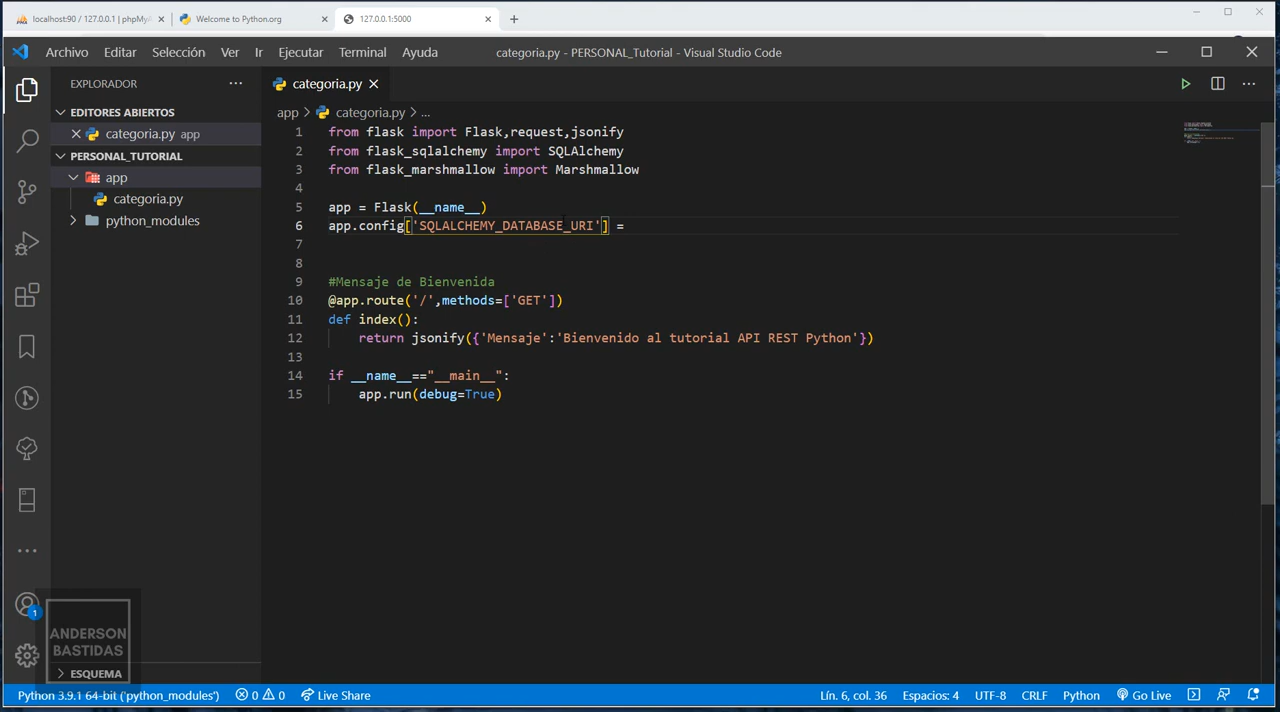 localhost:90 / 127.0.0.1 | phpMyA
Welcome to Python.org
127.0.0.1:5000
Archivo Editar Selección Ver Ir Ejecutar Terminal Ayuda
categoria.py - PERSONAL_Tutorial - Visual Studio Code
EXPLORADOR
EDITORES ABIERTOS
categoria.py app
PERSONAL_TUTORIAL
app
categoria.py
python_modules
ESQUEMA
categoria.py
app > categoria.py > ...
1 from flask import Flask,request,jsonify
2 from flask_sqlalchemy import SQLAlchemy
3 from flask_marshmallow import Marshmallow
4
5 app = Flask(__name__)
6 app.config['SQLALCHEMY_DATABASE_URI'] =
7
8
9 #Mensaje de Bienvenida
10 @app.route('/',methods=['GET'])
11 def index():
12 return jsonify({'Mensaje':'Bienvenido al tutorial API REST Python'})
13
14 if __name__=="__main__":
15 app.run(debug=True)
1
ANDERSON
BASTIDAS
Python 3.9.1 64-bit ('python_modules') 0 0 Live Share
Lín. 6, col. 36 Espacios: 4 UTF-8 CRLF Python Go Live